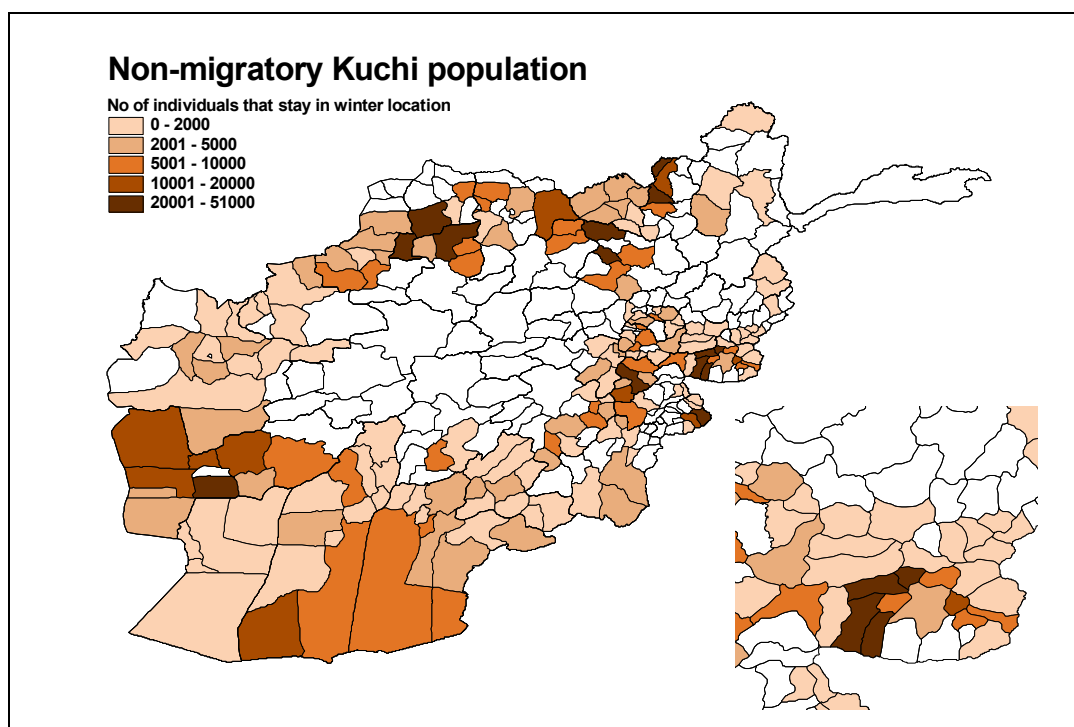 Non-migratory Kuchi population
No of individuals that stay in winter location
0 - 2000
2001 - 5000
5001 - 10000
10001 - 20000
20001 - 51000